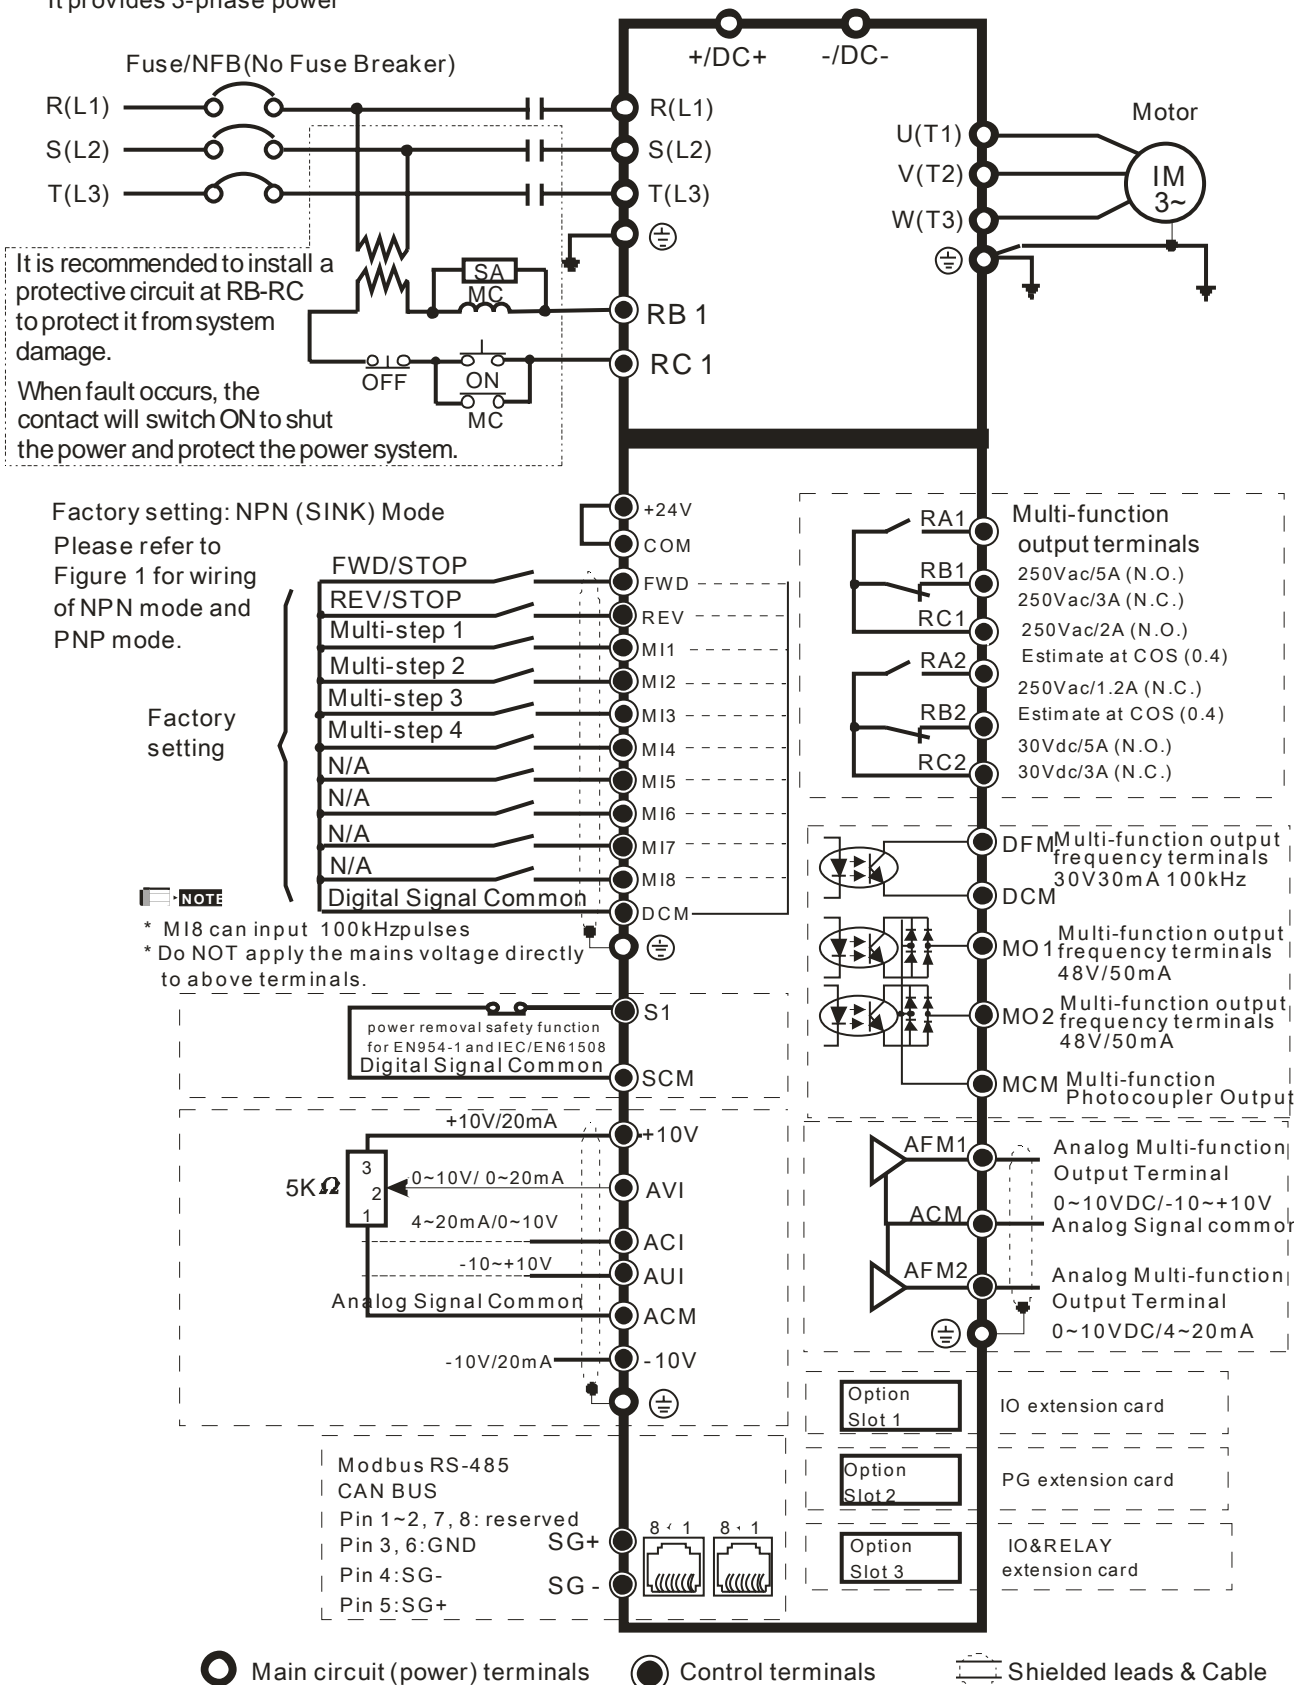 It provides 3-phase power
Fuse/NFB(No Fuse Breaker)
R(L1)
S(L2)
T(L3)
+/DC+
-/DC-
R(L1)
S(L2)
T(L3)
U(T1)
V(T2)
W(T3)
Motor
IM
3~
It is recommended to install a
protective circuit at RB-RC
to protect it from system
damage.
When fault occurs, the
contact will switch ON to shut
the power and protect the power system.
SA
MC
OFF
ON
MC
RB 1
RC 1
Factory setting: NPN (SINK) Mode
Please refer to
Figure 1 for wiring
of NPN mode and
PNP mode.
Factory
setting
FWD/STOP
REV/STOP
Multi-step 1
Multi-step 2
Multi-step 3
Multi-step 4
N/A
N/A
N/A
N/A
Digital Signal Common
+24V
COM
FWD
REV
MI1
MI2
MI3
MI4
MI5
MI6
MI7
MI8
DCM
NOTE
* MI8 can input 100kHz pulses
* Do NOT apply the mains voltage directly
to above terminals.
RA1
RB1
RC1
RA2
RB2
RC2
Multi-function
output terminals
250Vac/5A (N.O.)
250Vac/3A (N.C.)
250Vac/2A (N.O.)
Estimate at COS (0.4)
250Vac/1.2A (N.C.)
Estimate at COS (0.4)
30Vdc/5A (N.O.)
30Vdc/3A (N.C.)
DFM
Multi-function output
frequency terminals
30V30mA 100kHz
DCM
MO1
Multi-function output
frequency terminals
48V/50mA
MO2
Multi-function output
frequency terminals
48V/50mA
MCM
Multi-function
Photocoupler Output
power removal safety function
for EN954-1 and IEC/EN61508
Digital Signal Common
S1
SCM
+10V/20mA
5KΩ
3
2
1
0~10V/ 0~20mA
4~20mA/0~10V
-10~+10V
Analog Signal Common
-10V/20mA
+10V
AVI
ACI
AUI
ACM
-10V
AFM1
ACM
AFM2
Analog Multi-function
Output Terminal
0~10VDC/-10~+10V
Analog Signal common
Analog Multi-function
Output Terminal
0~10VDC/4~20mA
Option
Slot 1
IO extension card
Option
Slot 2
PG extension card
Option
Slot 3
IO&RELAY
extension card
Modbus RS-485
CAN BUS
Pin 1~2, 7, 8: reserved
Pin 3, 6:GND
Pin 4:SG-
Pin 5:SG+
SG+
SG -
8 1
8 1
Main circuit (power) terminals
Control terminals
Shielded leads & Cable